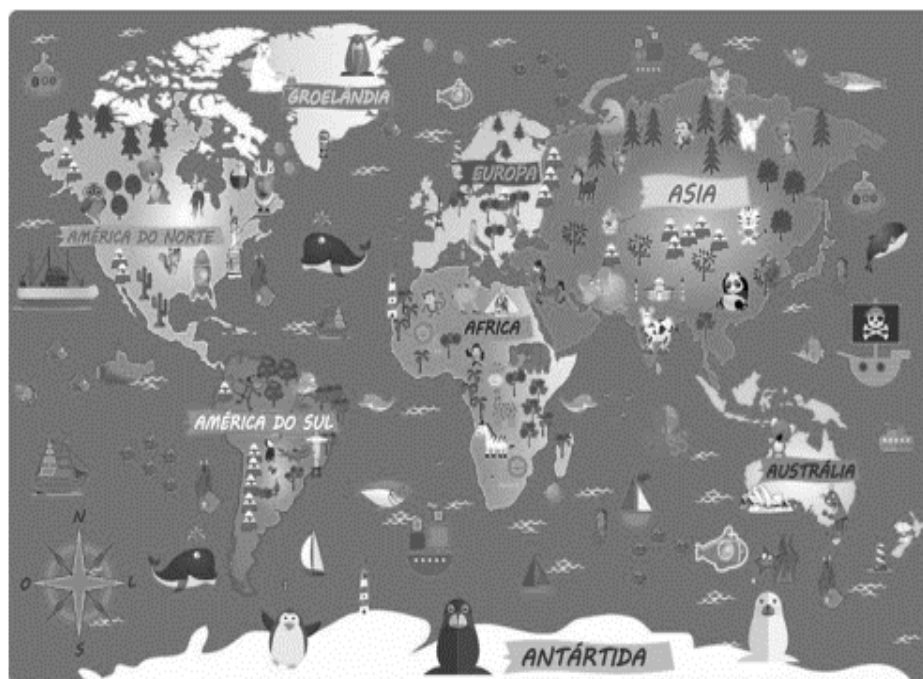 GROELÂNDIA
EUROPA
ASIA
AMÉRICA DO NORTE
AFRICA
AMÉRICA DO SUL
AUSTRÁLIA
N
O
L
S
ANTÁRTIDA